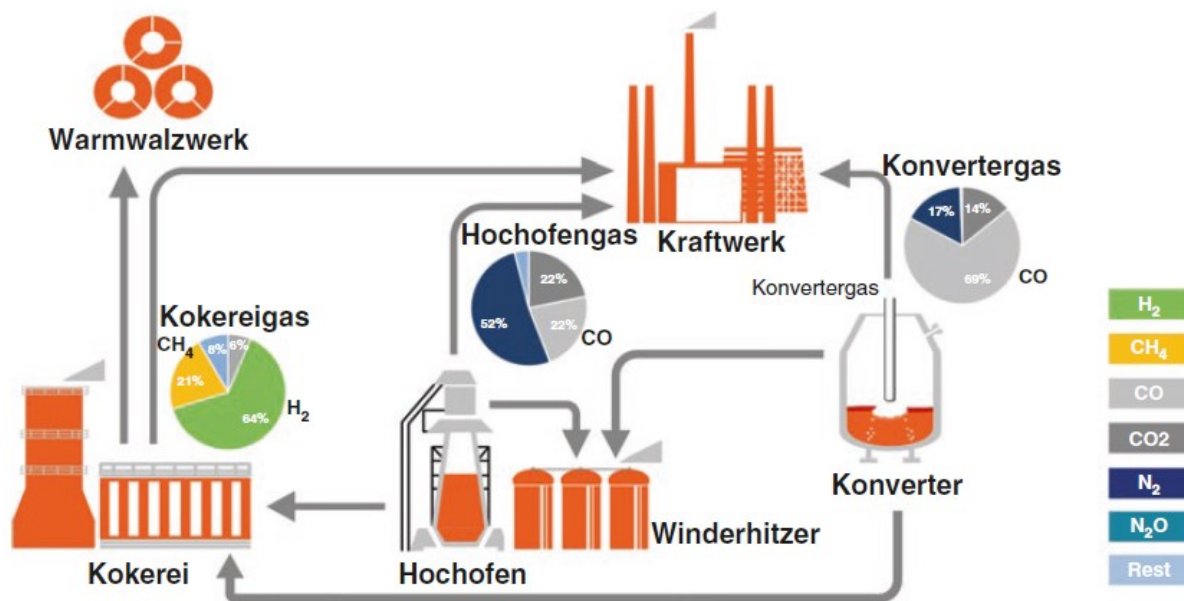 Warmwalzwerk
Kraftwerk
Konvertergas
17%
14%
69%
CO
Hochofengas
22%
52%
22%
CO
Konvertergas
Kokereigas
CH4
8%
6%
21%
64%
H2
H2
CH4
CO
CO2
N2
N2O
Rest
Konverter
Winderhitzer
Kokerei
Hochofen